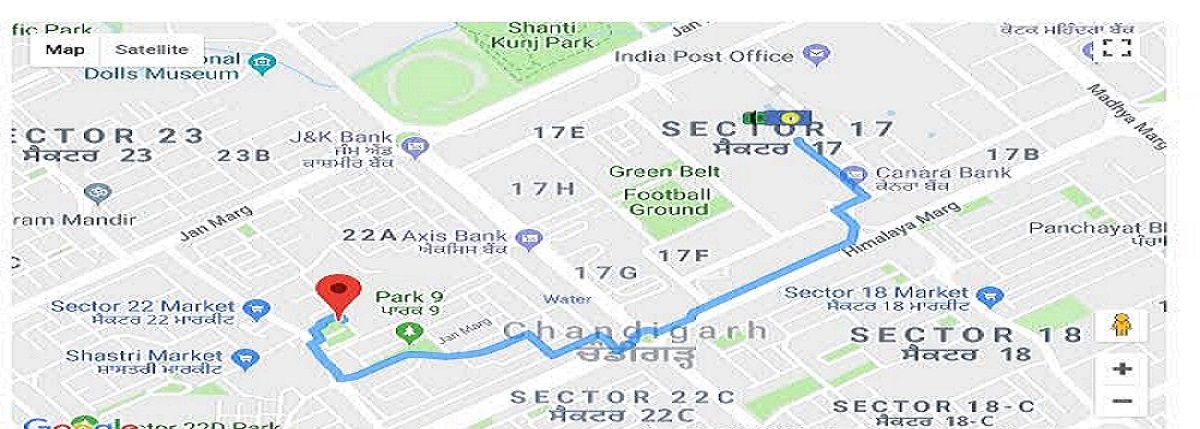 fic Park
Map
Satellite
onal
Dolls Museum
Shanti
Kunj Park
Jan
India Post Office
ਕੋਟਕ ਮਹਿੰਦਰਾ ਬੈਂਕ
Madhya Marg
ECTOR 23
ਸੈਕਟਰ 23
23B
J&K Bank
ਜੰਮੂ ਐਂਡ
ਕਾਸ਼ਮੀਰ ਬੈਂਕ
17E
SECTOR 17
ਸੈਕਟਰ 17
17B
17H
Green Belt
Football
Ground
Canara Bank
ਕੇਨਰਾ ਬੈਂਕ
ram Mandir
Jan Marg
22A
Axis Bank
ਐਕਸਿਸ ਬੈਂਕ
Himalaya Marg
Panchayat B
17F
17G
Water
Sector 22 Market
ਸੈਕਟਰ 22 ਮਾਰਕੀਟ
Park 9
ਪਾਰਕ 9
Jan Marg
Sector 18 Market
ਸੈਕਟਰ 18 ਮਾਰਕੀਟ
Chandigarh
ਚੰਡੀਗੜ੍ਹ
SECTOR 18
ਸੈਕਟਰ 18
Shastri Market
ਸ਼ਾਸਤਰੀ ਮਾਰਕੀਟ
SECTOR 22C
ਸੈਕਟਰ 22C
SECTOR 18-C
ਸੈਕਟਰ 18-C
Google
tor 22D Park